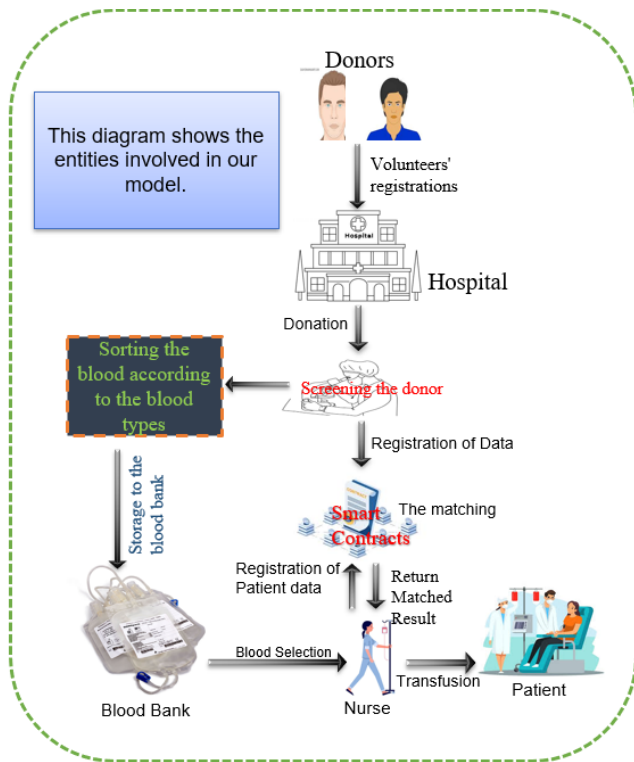 Donors
This diagram shows the
entities involved in our
model.
Volunteers'
registrations
Hospital
Hospital
Donation
Sorting the
blood according
to the blood
types
Screening the donor
Registration of Data
Storage to the
blood bank
The matching
Smart
Contracts
Registration of
Patient data
Return
Matched
Result
Blood Selection
Transfusion
Blood Bank
Nurse
Patient